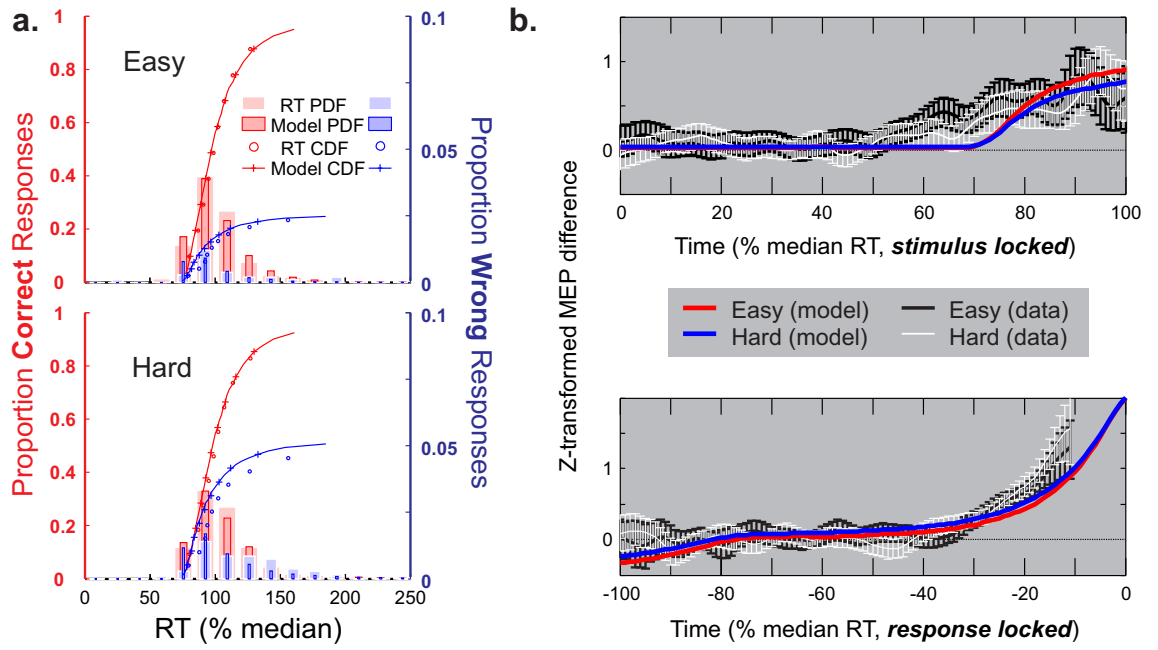 a.
Easy
Proportion Correct Responses
1
0.8
0.6
0.4
0.2
0
0.1
0.05
0
RT PDF
Model PDF
RT CDF
Model CDF
Proportion Wrong Responses
Hard
1
0.8
0.6
0.4
0.2
0
0.1
0.05
0
0 50 100 150 200 250
RT (% median)
b.
Z-transformed MEP difference
1
0
0 20 40 60 80 100
Time (% median RT, stimulus locked)
Easy (model) Easy (data)
Hard (model) Hard (data)
1
0
-100 -80 -60 -40 -20 0
Time (% median RT, response locked)